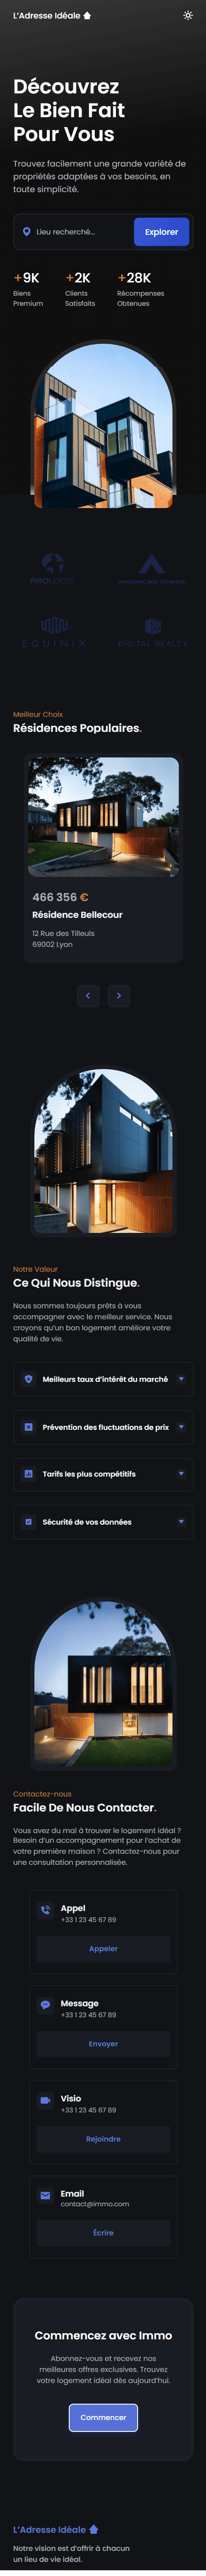 L'Adresse Idéale
Découvrez
Le Bien Fait
Pour Vous
Trouvez facilement une grande variété de
propriétés adaptées à vos besoins, en
toute simplicité.
Lieu recherché...
Explorer
+9K
+2K
+28K
Biens
Premium
Clients
Satisfaits
Récompenses
Obtenues
PROLOGIS
AMERICAN TOWER
EQUINIX
DIGITAL REALTY
Meilleur Choix
Résidences Populaires.
466 356 €
Résidence Bellecour
12 Rue des Tilleuls
69002 Lyon
Notre Valeur
Ce Qui Nous Distingue.
Nous sommes toujours prêts à vous
accompagner avec le meilleur service. Nous
croyons qu'un bon logement améliore votre
qualité de vie.
Meilleurs taux d'intérêt du marché
Prévention des fluctuations de prix
Tarifs les plus compétitifs
Sécurité de vos données
Contactez-nous
Facile De Nous Contacter.
Vous avez du mal à trouver le logement idéal ?
Besoin d'un accompagnement pour l'achat de
votre première maison ? Contactez-nous pour
une consultation personnalisée.
Appel
+33 1 23 45 67 89
Appeler
Message
+33 1 23 45 67 89
Envoyer
Visio
+33 1 23 45 67 89
Rejoindre
Email
contact@immo.com
Écrire
Commencez avec Immo
Abonnez-vous et recevez nos
meilleures offres exclusives. Trouvez
votre logement idéal dès aujourd'hui.
Commencer
L'Adresse Idéale
Notre vision est d'offrir à chacun
un lieu de vie idéal.